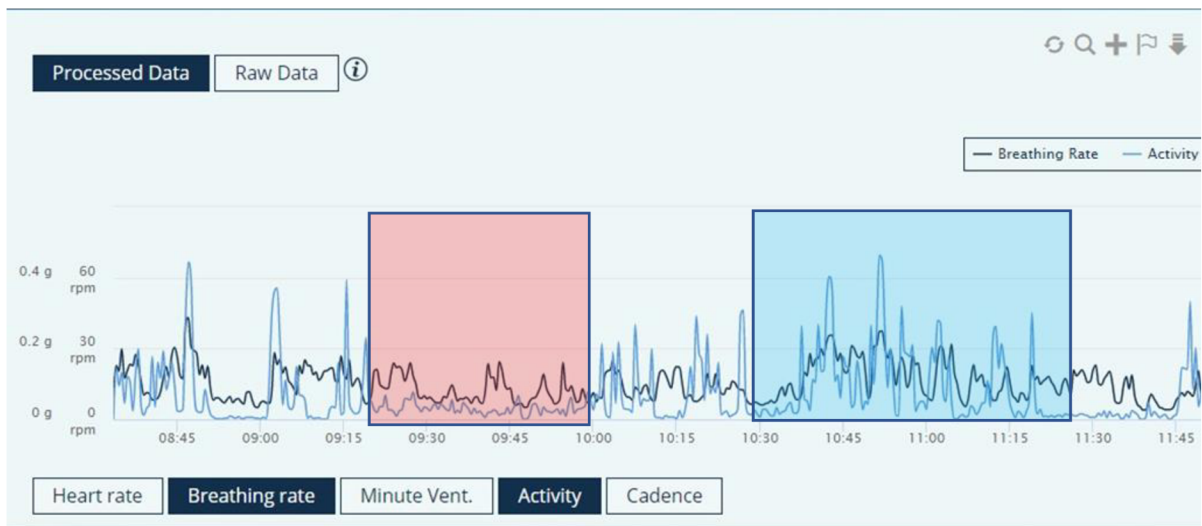 Processed Data Raw Data i
Breathing Rate Activity
0.4 g 60
rpm
0.2 g 30
rpm
0 g 0
rpm
08:45 09:00 09:15 09:30 09:45 10:00 10:15 10:30 10:45 11:00 11:15 11:30 11:45
Heart rate Breathing rate Minute Vent. Activity Cadence